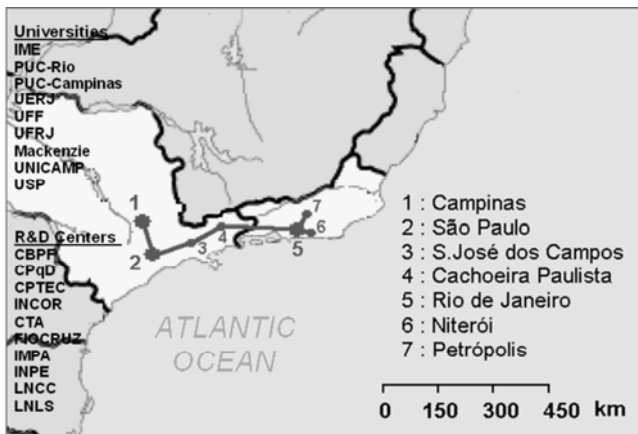 Universities
IME
PUC-Rio
PUC-Campinas
UERJ
UFF
UFRJ
Mackenzie
UNICAMP
USP
R&D Centers
CBPF
CPqD
CPTEC
INCOR
CTA
FIOCRUZ
IMPA
INPE
LNCC
LNLS
1
2
3
4
5
6
7
ATLANTIC
OCEAN
1 : Campinas
2 : São Paulo
3 : S.José dos Campos
4 : Cachoeira Paulista
5 : Rio de Janeiro
6 : Niterói
7 : Petrópolis
0 150 300 450 km